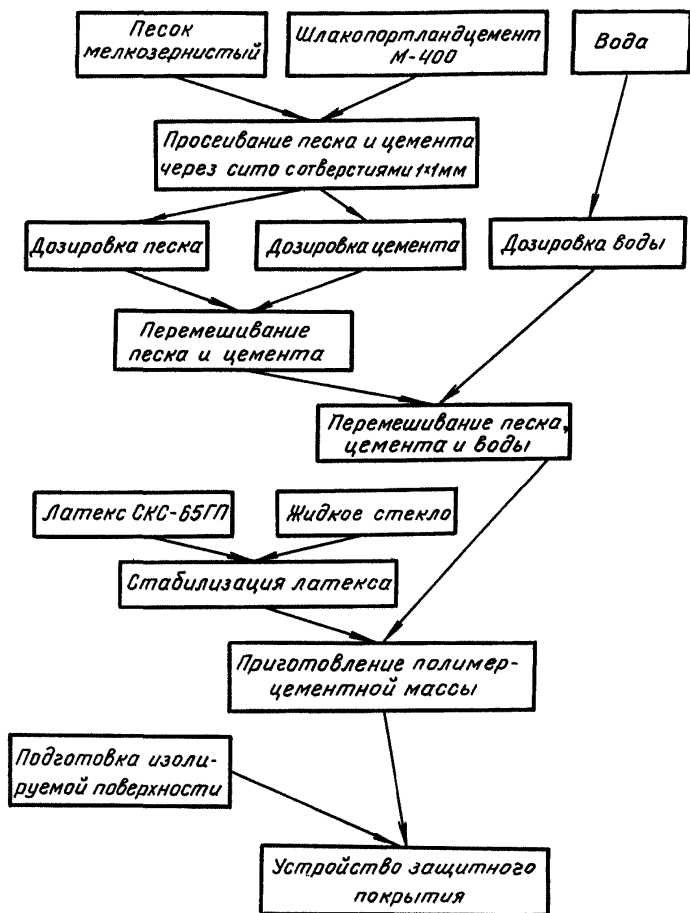 Песок
мелкозернистый
Шлакопортландцемент
М-400
Вода
Просеивание песка и цемента
через сито с отверстиями 1×1мм
Дозировка песка
Дозировка цемента
Дозировка воды
Перемешивание
песка и цемента
Перемешивание песка,
цемента и воды
Латекс СКС-65ГП
Жидкое стекло
Стабилизация латекса
Приготовление полимер-
цементной массы
Подготовка изоли-
руемой поверхности
Устройство защитного
покрытия